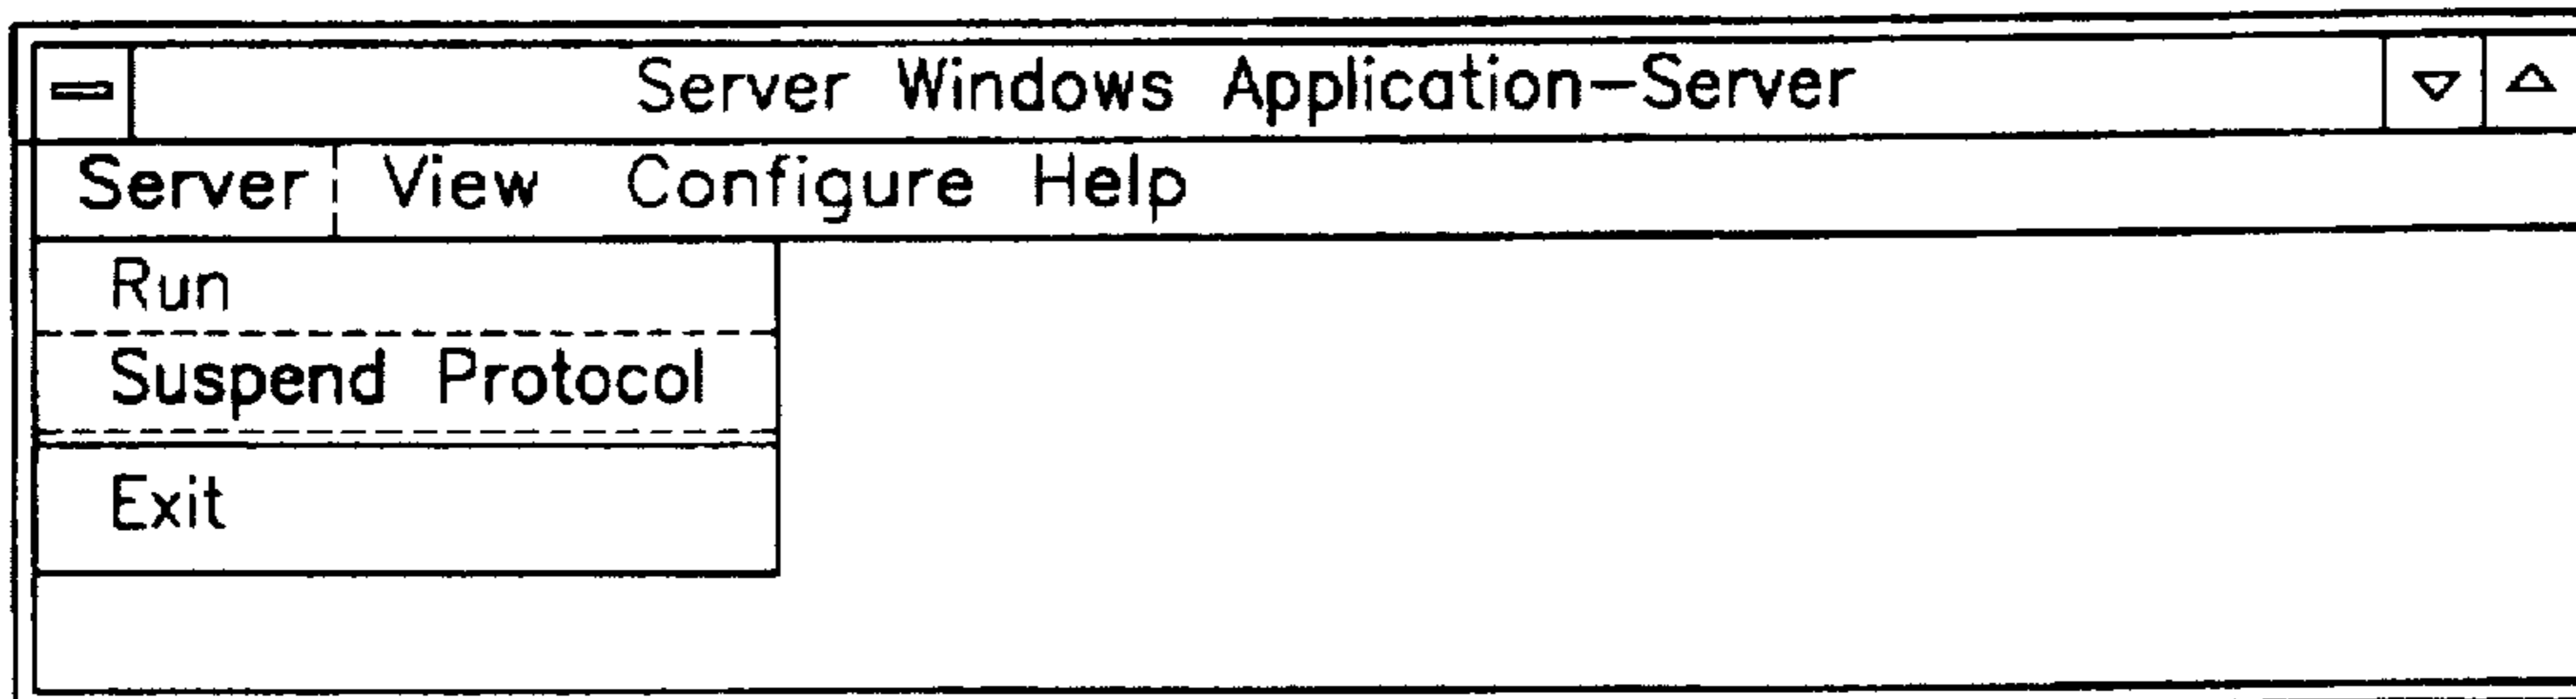 Server Windows Application-Server
Server View Configure Help
Run
Suspend Protocol
Exit